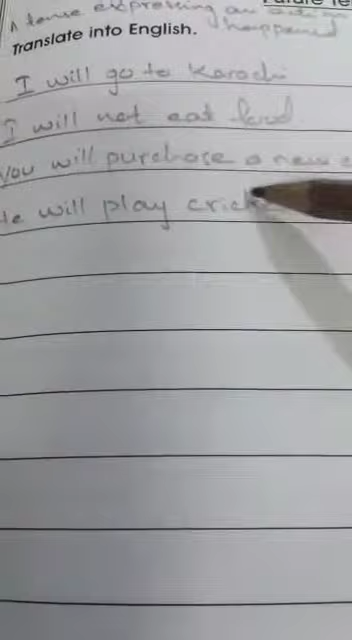 A tense expressing an action
happened
Translate into English.
I will go to Karachi
I will not eat food
You will purchase a new
He will play crick